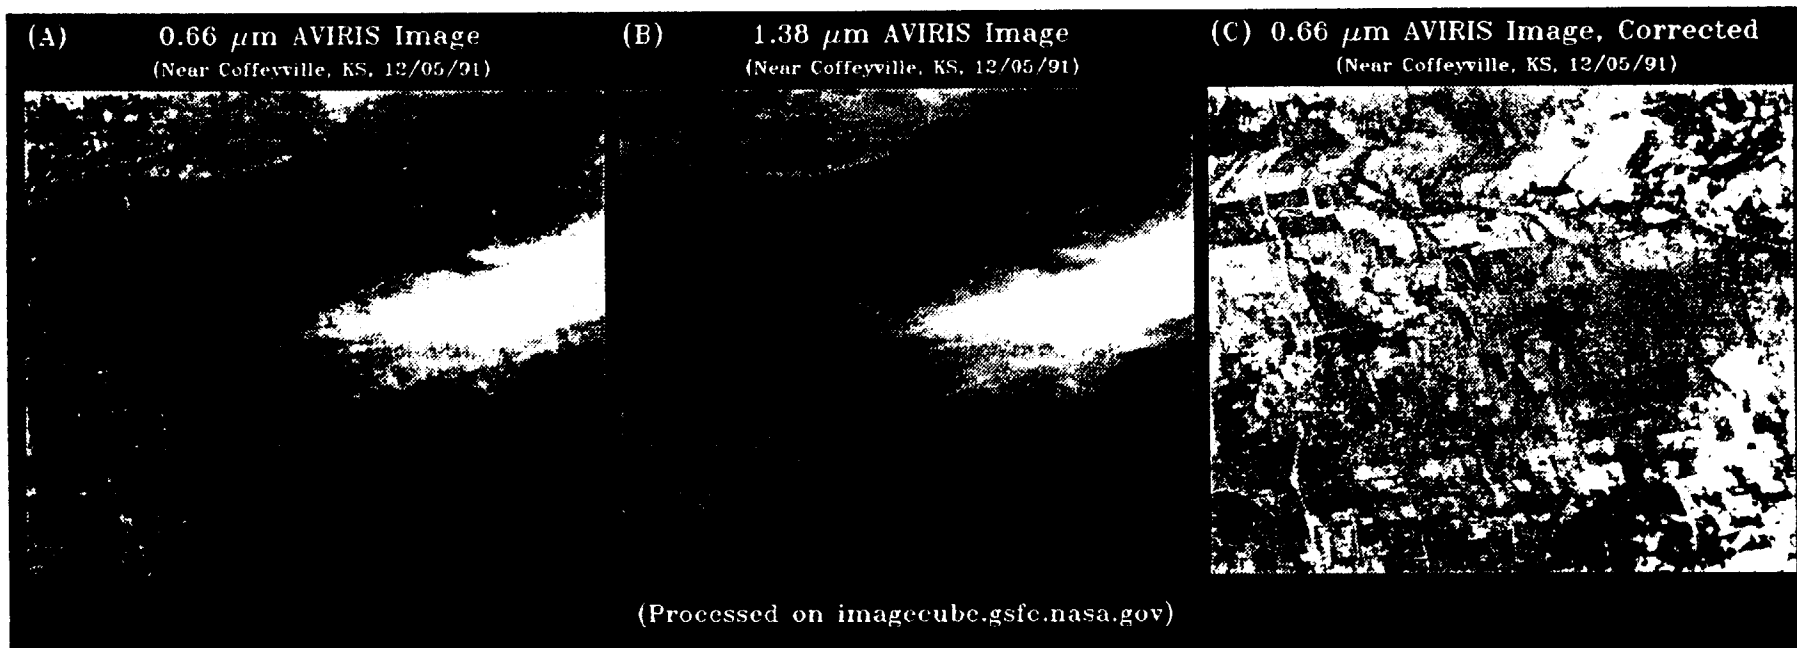 (A) 0.66 μm AVIRIS Image
(Near Coffeyville, KS, 12/05/91)
(B) 1.38 μm AVIRIS Image
(Near Coffeyville, KS, 12/05/91)
(C) 0.66 μm AVIRIS Image, Corrected
(Near Coffeyville, KS, 12/05/91)
(Processed on imagecube.gsfc.nasa.gov)